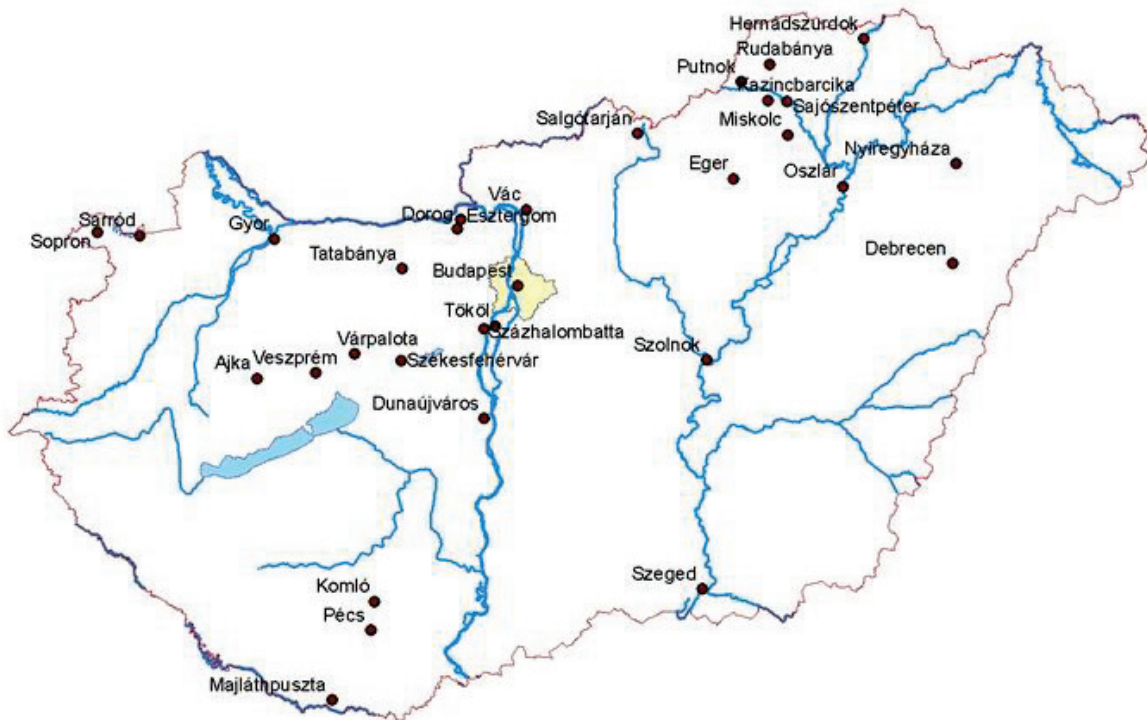 Hernádszurdok
Rudabánya
Putnok
Kazincbarcika
Sajószentpéter
Salgótarján
Miskolc
Nyíregyháza
Eger
Oszlár
Vác
Dorog
Esztergom
Sarród
Sopron
Gyor
Tatabánya
Budapest
Debrecen
Tököl
Százhalombatta
Várpalota
Szolnok
Veszprém
Székesfehérvár
Ajka
Dunaújváros
Szeged
Komló
Pécs
Majláthpuszta